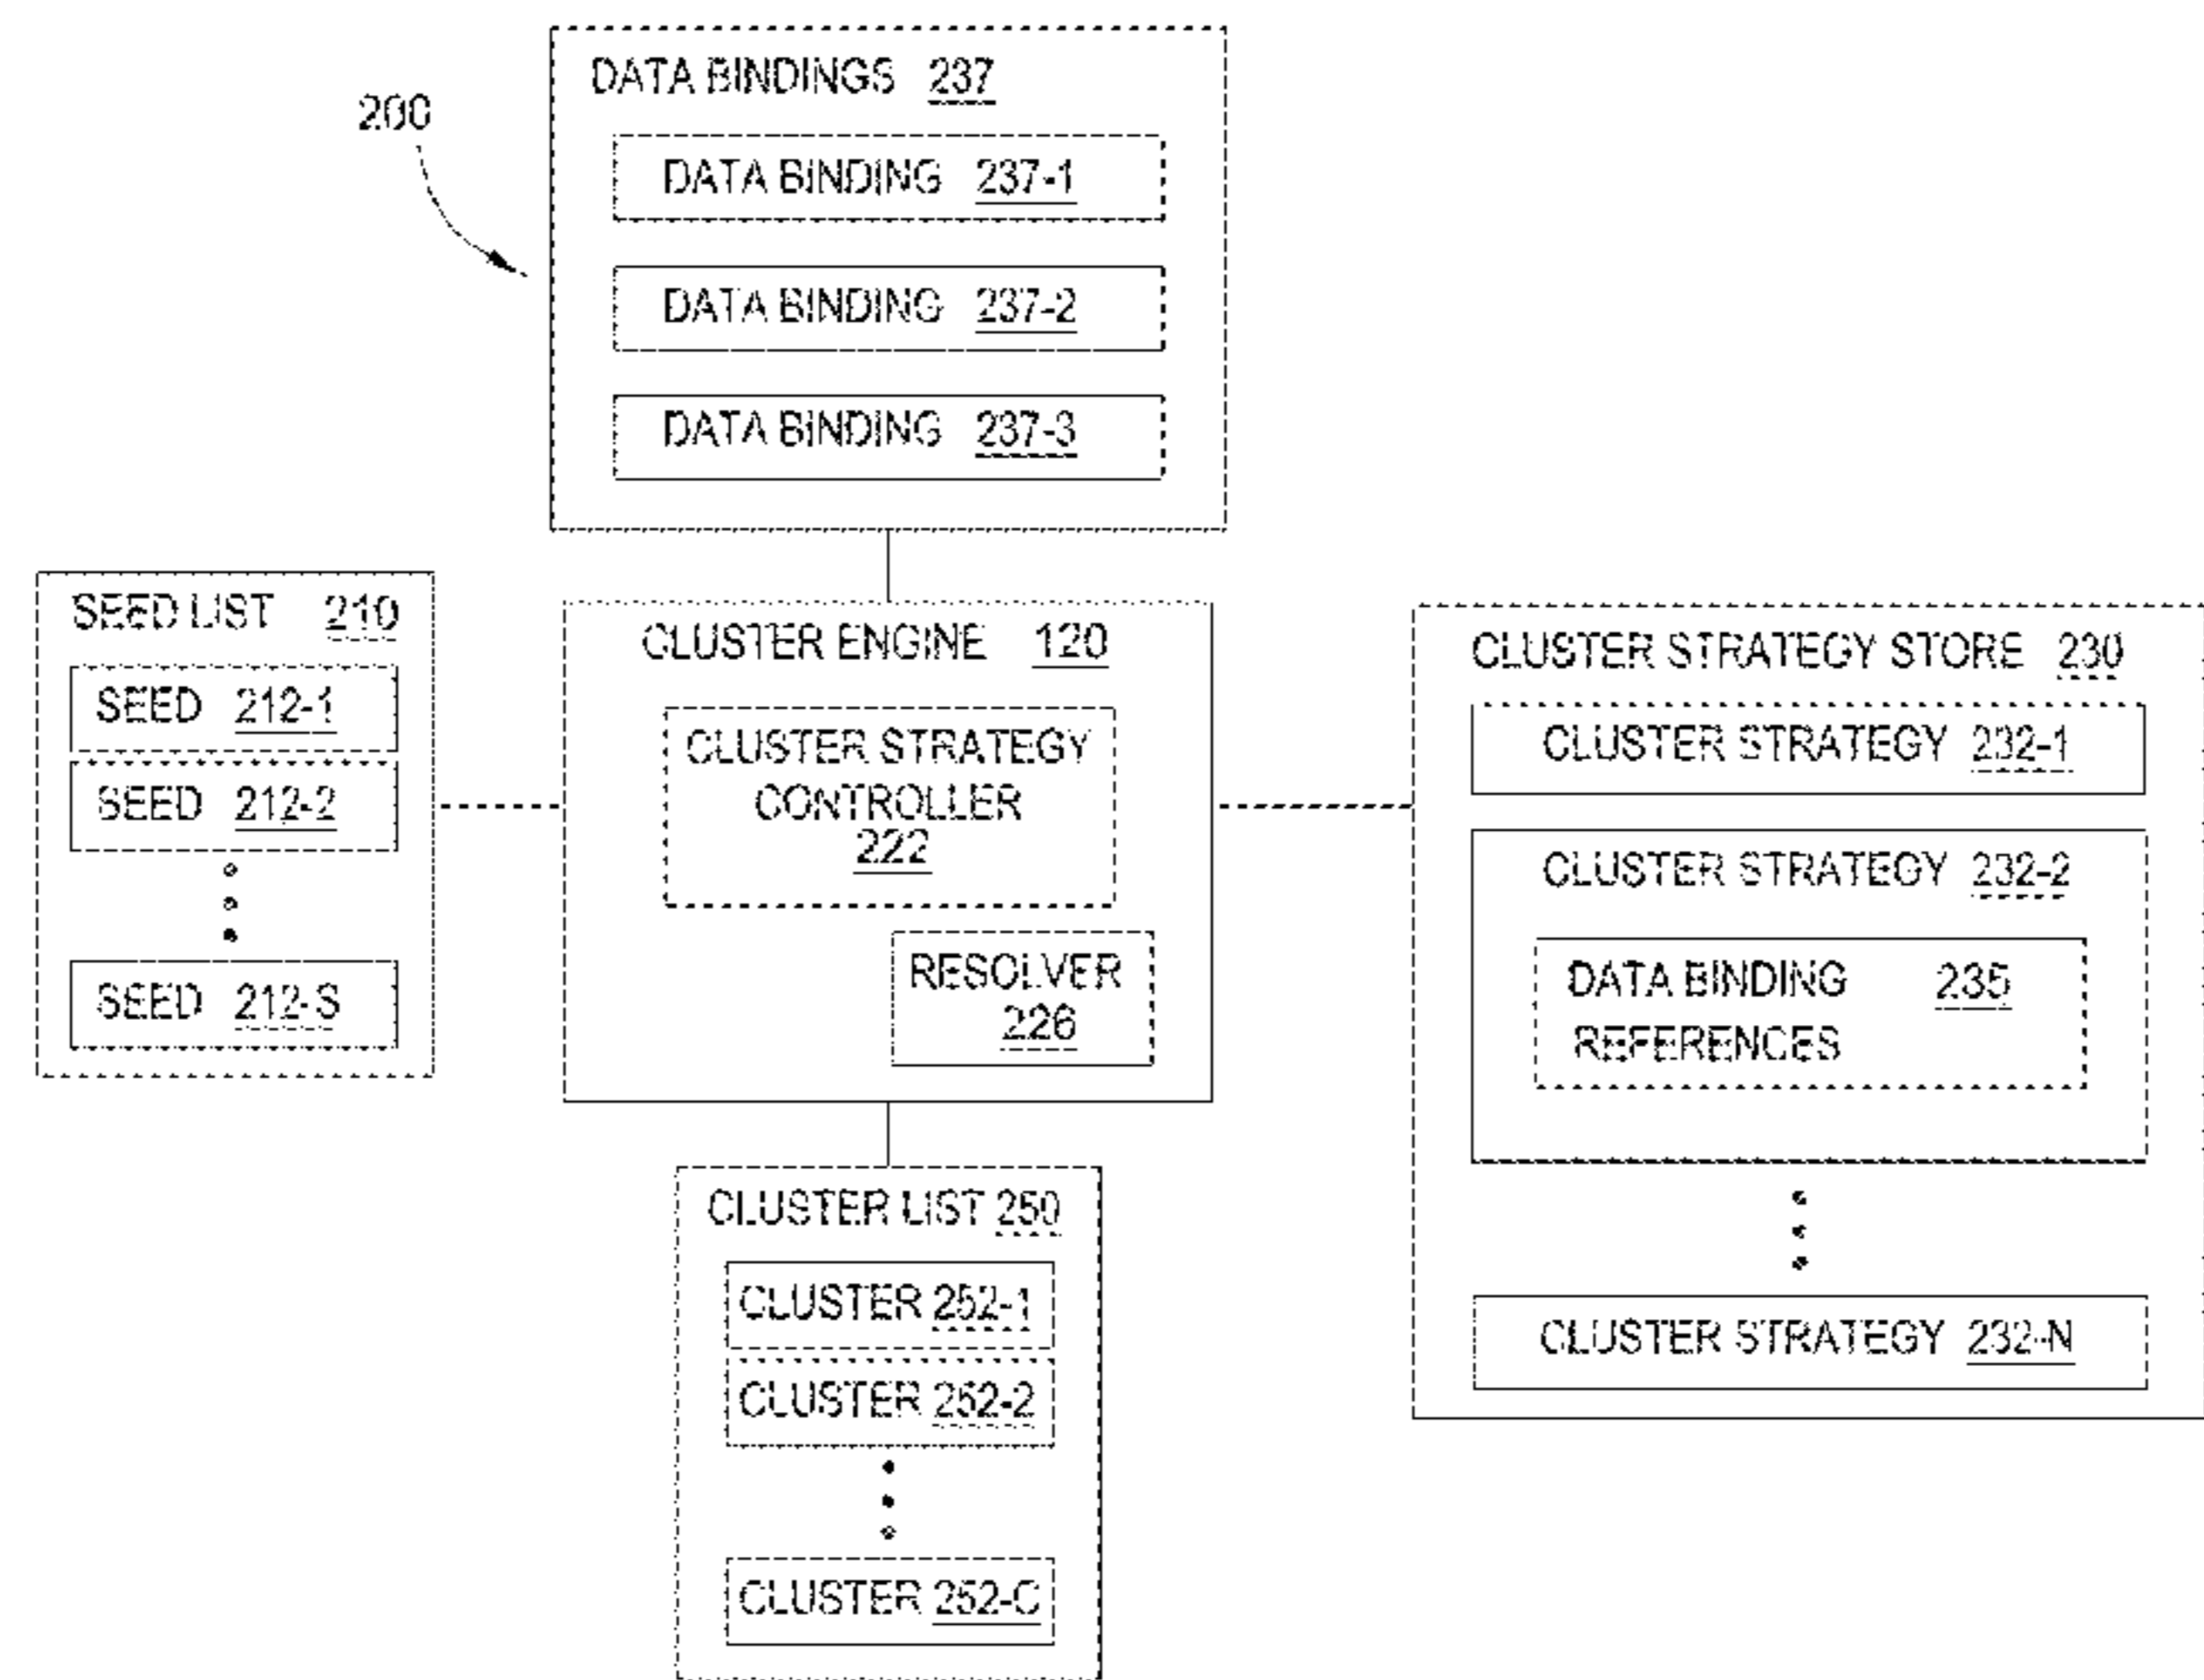 200
DATA BINDINGS 237
DATA BINDING 237-1
DATA BINDING 237-2
DATA BINDING 237-3
SEED LIST 210
SEED 212-1
SEED 212-2
SEED 212-S
CLUSTER ENGINE 120
CLUSTER STRATEGY
CONTROLLER
222
RESOLVER
226
CLUSTER STRATEGY STORE 230
CLUSTER STRATEGY 232-1
CLUSTER STRATEGY 232-2
DATA BINDING 235
REFERENCES
CLUSTER STRATEGY 232-N
CLUSTER LIST 250
CLUSTER 252-1
CLUSTER 252-2
CLUSTER 252-C